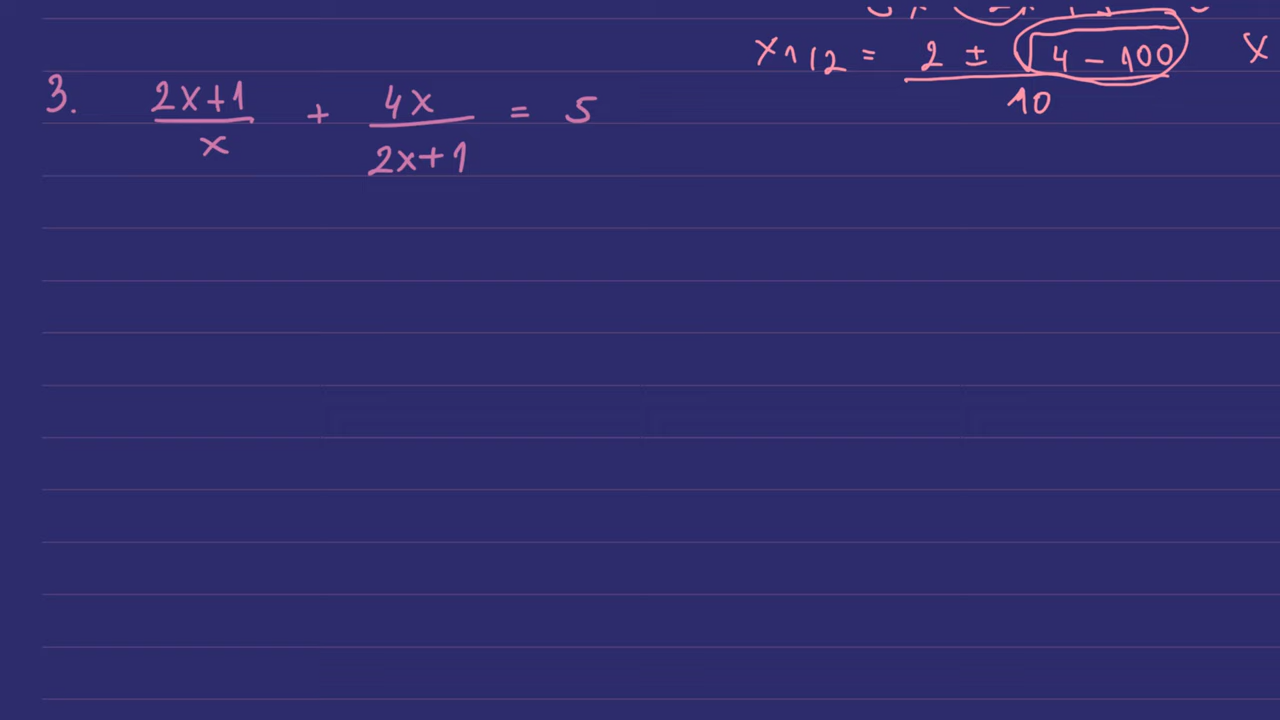 x1,2 = (2 ± √(4 - 100)) / 10 x
3. (2x+1)/x + 4x/(2x+1) = 5